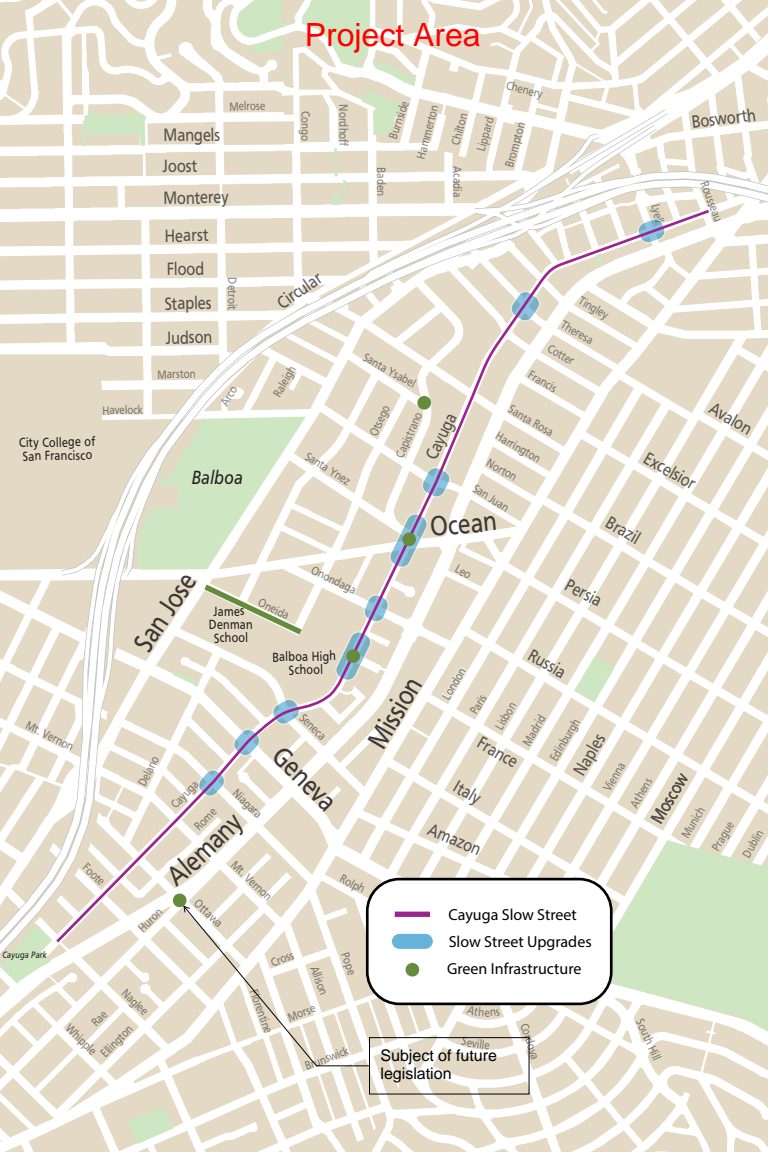 Project Area
Chenery
Melrose
Congo
Nordhoff
Burnside
Hammerton
Chilton
Lippard
Brompton
Bosworth
Mangels
Joost
Monterey
Baden
Acadia
Rousseau
Lyell
Hearst
Flood
Detroit
Circular
Staples
Judson
Tingley
Theresa
Cotter
Francis
Marston
Arco
Raleigh
Santa Ysabel
Havelock
Otsego
Capistrano
Cayuga
Santa Rosa
Harrington
Norton
San Juan
Avalon
Excelsior
Brazil
City College of
San Francisco
Balboa
Santa Ynez
Ocean
Leo
Persia
Onondaga
San Jose
James
Denman
School
Oneida
Balboa High
School
Russia
London
Paris
Lisbon
Madrid
Edinburgh
Naples
Vienna
Athens
Moscow
Munich
Prague
Dublin
Mission
France
Italy
Amazon
Mt. Vernon
Seneca
Geneva
Delano
Cayuga
Niagara
Rome
Alemany
Mt. Vernon
Rolph
Foote
Huron
Ottawa
Cayuga Park
Cayuga Slow Street
Slow Street Upgrades
Green Infrastructure
Cross
Pope
Allison
Naglee
Rae
Whipple
Ellington
Florentine
Morse
Brunswick
Athens
Seville
Cordova
South Hill
Subject of future
legislation